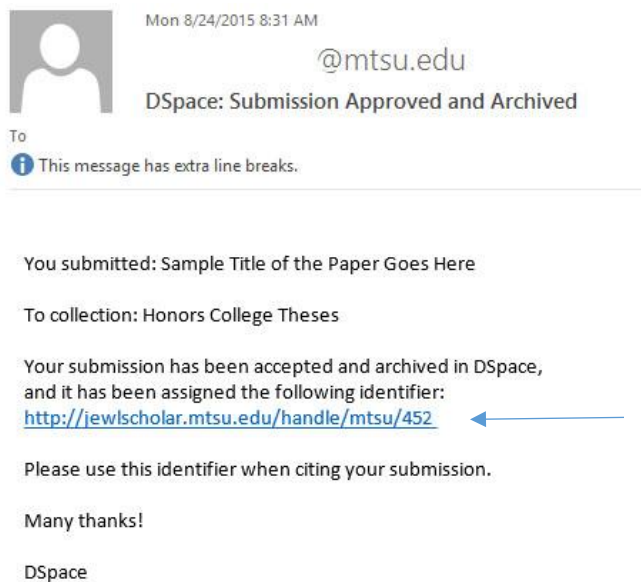 Mon 8/24/2015 8:31 AM
@mtsu.edu
DSpace: Submission Approved and Archived
To
i This message has extra line breaks.
You submitted: Sample Title of the Paper Goes Here
To collection: Honors College Theses
Your submission has been accepted and archived in DSpace,
and it has been assigned the following identifier:
http://jewlscholar.mtsu.edu/handle/mtsu/452
Please use this identifier when citing your submission.
Many thanks!
DSpace